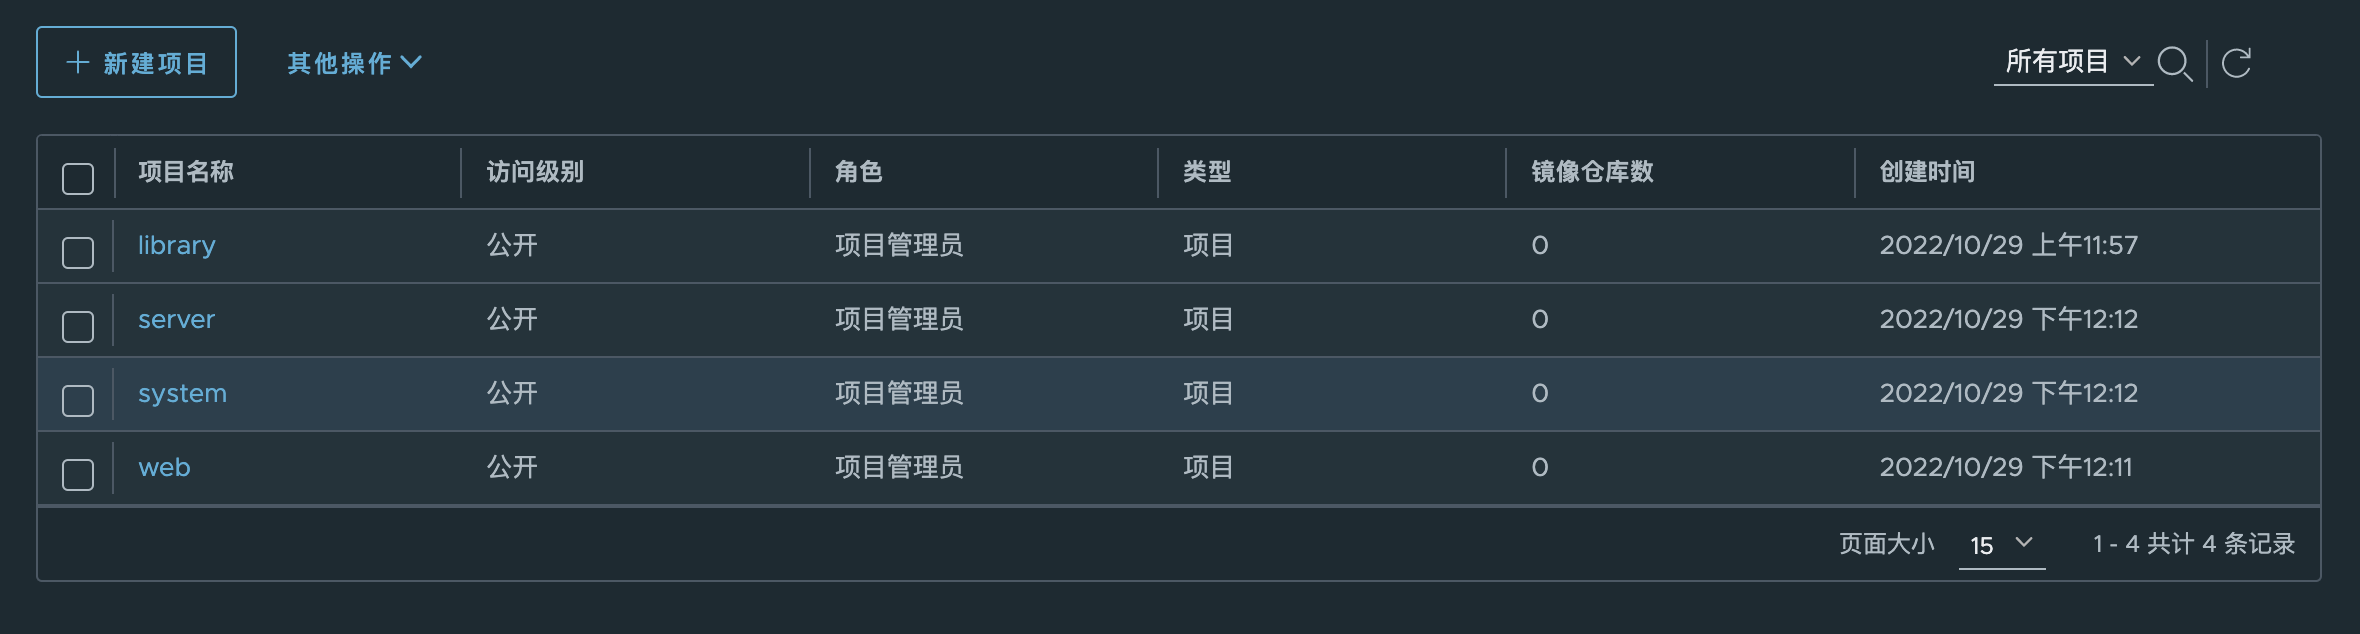 新建项目 其他操作 所有项目
项目名称 访问级别 角色 类型 镜像仓库数 创建时间
library 公开 项目管理员 项目 0 2022/10/29 上午11:57
server 公开 项目管理员 项目 0 2022/10/29 下午12:12
system 公开 项目管理员 项目 0 2022/10/29 下午12:12
web 公开 项目管理员 项目 0 2022/10/29 下午12:11
页面大小 15 1 - 4 共计 4 条记录